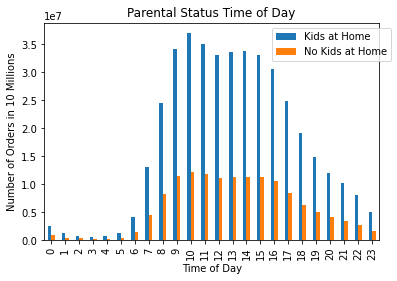 Parental Status Time of Day
1e7
Kids at Home
No Kids at Home
Number of Orders in 10 Millions
3.5
3.0
2.5
2.0
1.5
1.0
0.5
0.0
0 1 2 3 4 5 6 7 8 9 10 11 12 13 14 15 16 17 18 19 20 21 22 23
Time of Day